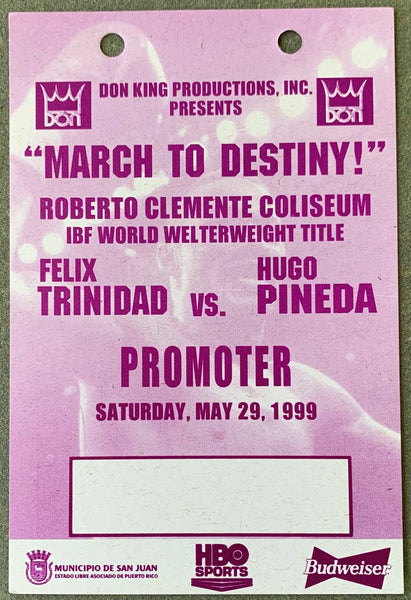 DON KING PRODUCTIONS, INC.
PRESENTS
DON
DON
"MARCH TO DESTINY!"
ROBERTO CLEMENTE COLISEUM
IBF WORLD WELTERWEIGHT TITLE
FELIX
TRINIDAD vs. HUGO
PINEDA
PROMOTER
SATURDAY, MAY 29, 1999
MUNICIPIO DE SAN JUAN
ESTADO LIBRE ASOCIADO DE PUERTO RICO
HBO
SPORTS
Budweiser